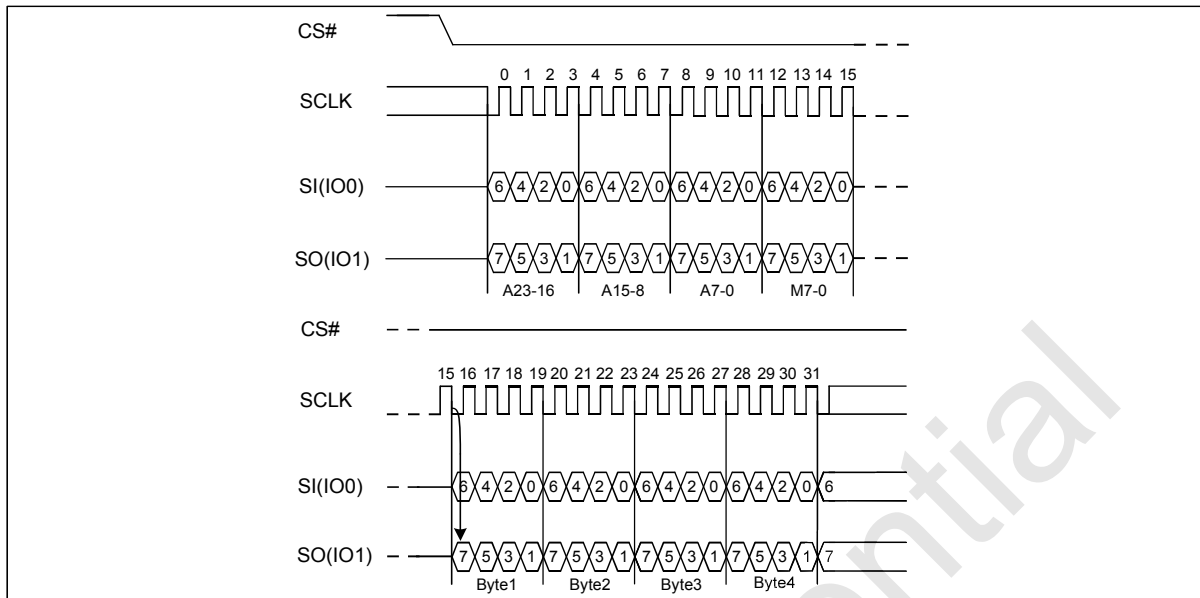 CS#
0 1 2 3 4 5 6 7 8 9 10 11 12 13 14 15
SCLK
SI(IO0) 6 4 2 0 6 4 2 0 6 4 2 0 6 4 2 0
SO(IO1) 7 5 3 1 7 5 3 1 7 5 3 1 7 5 3 1
A23-16 A15-8 A7-0 M7-0
CS#
15 16 17 18 19 20 21 22 23 24 25 26 27 28 29 30 31
SCLK
SI(IO0) 6 4 2 0 6 4 2 0 6 4 2 0 6 4 2 0 6
SO(IO1) 7 5 3 1 7 5 3 1 7 5 3 1 7 5 3 1 7
Byte1 Byte2 Byte3 Byte4